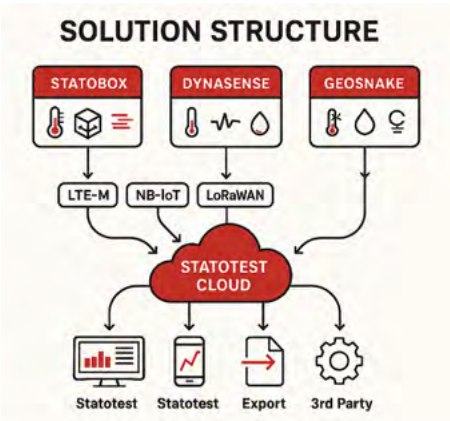 SOLUTION STRUCTURE
STATOBOX
DYNASENSE
GEOSNAKE
LTE-M
NB-IoT
LoRaWAN
STATOTEST
CLOUD
Statotest
Statotest
Export
3rd Party